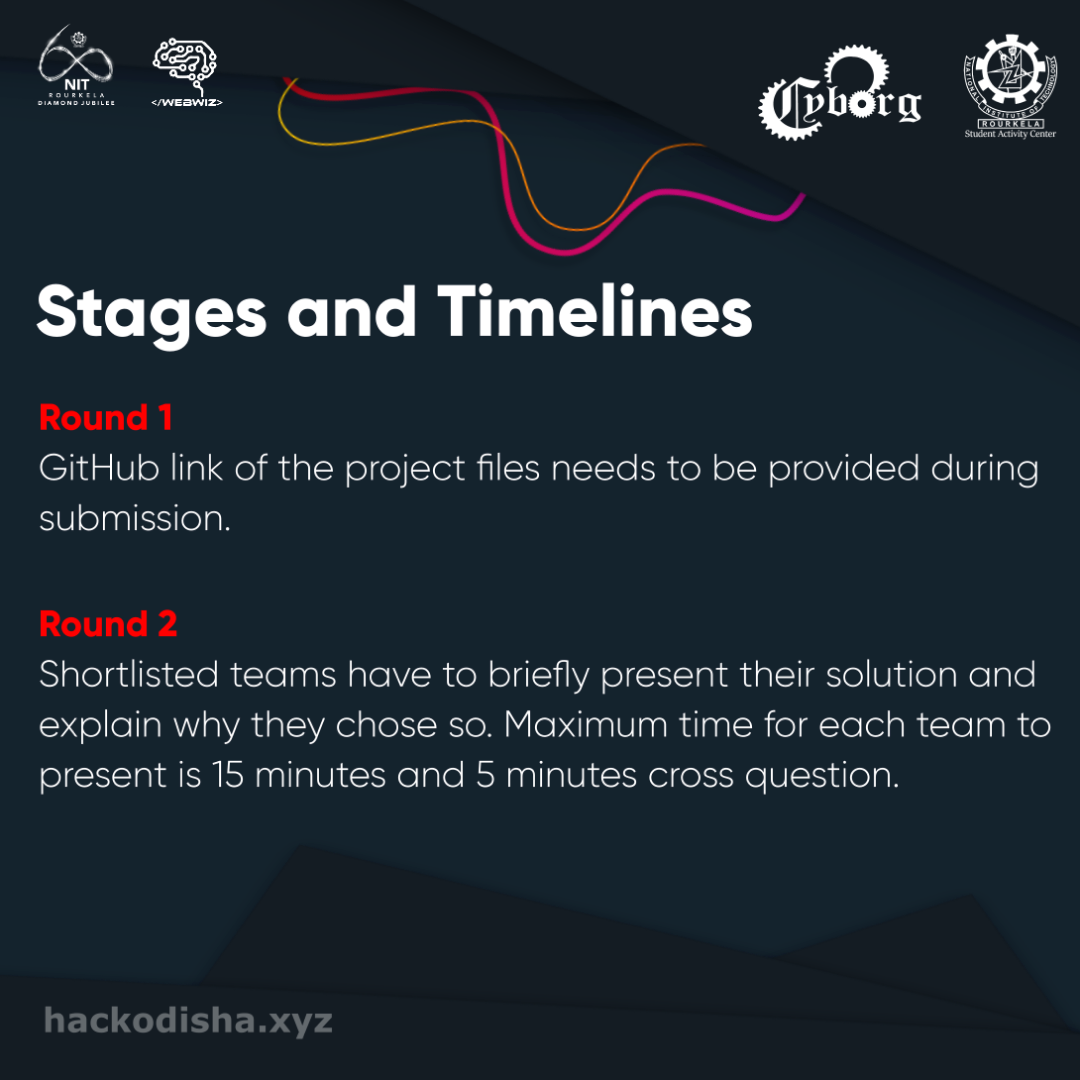 60
NIT
ROURKELA
DIAMOND JUBILEE
</WEBWIZ>
Cyborg
NATIONAL INSTITUTE OF TECHNOLOGY
ROURKELA
Student Activity Center
Stages and Timelines
Round 1
GitHub link of the project files needs to be provided during
submission.
Round 2
Shortlisted teams have to briefly present their solution and
explain why they chose so. Maximum time for each team to
present is 15 minutes and 5 minutes cross question.
hackodisha.xyz